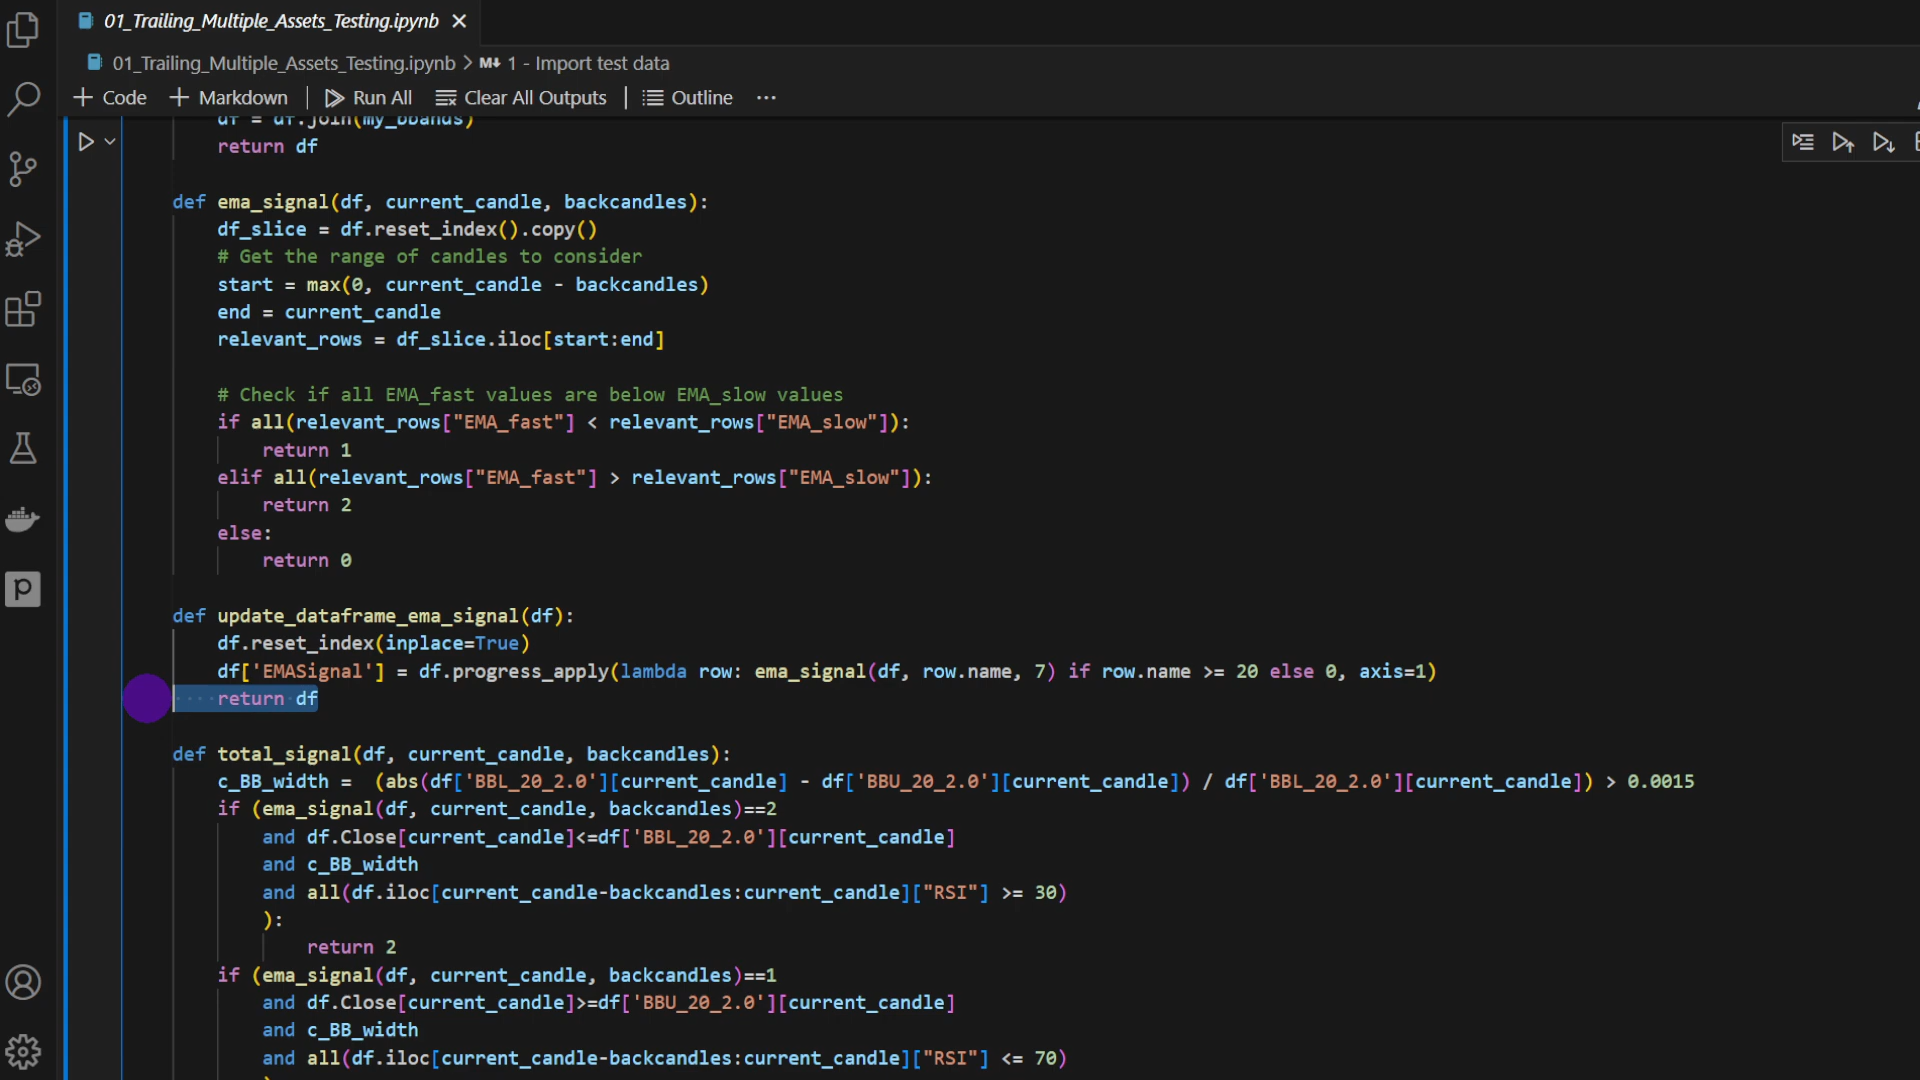 01_Trailing_Multiple_Assets_Testing.ipynb
01_Trailing_Multiple_Assets_Testing.ipynb > M↓ 1 - Import test data
+ Code + Markdown | Run All Clear All Outputs | Outline ...
df = df.join(my_bbands)
return df
def ema_signal(df, current_candle, backcandles):
df_slice = df.reset_index().copy()
# Get the range of candles to consider
start = max(0, current_candle - backcandles)
end = current_candle
relevant_rows = df_slice.iloc[start:end]
# Check if all EMA_fast values are below EMA_slow values
if all(relevant_rows["EMA_fast"] < relevant_rows["EMA_slow"]):
return 1
elif all(relevant_rows["EMA_fast"] > relevant_rows["EMA_slow"]):
return 2
else:
return 0
def update_dataframe_ema_signal(df):
df.reset_index(inplace=True)
df['EMASignal'] = df.progress_apply(lambda row: ema_signal(df, row.name, 7) if row.name >= 20 else 0, axis=1)
return df
def total_signal(df, current_candle, backcandles):
c_BB_width =  (abs(df['BBL_20_2.0'][current_candle] - df['BBU_20_2.0'][current_candle]) / df['BBL_20_2.0'][current_candle]) > 0.0015
if (ema_signal(df, current_candle, backcandles)==2
and df.Close[current_candle]<=df['BBL_20_2.0'][current_candle]
and c_BB_width
and all(df.iloc[current_candle-backcandles:current_candle]["RSI"] >= 30)
):
return 2
if (ema_signal(df, current_candle, backcandles)==1
and df.Close[current_candle]>=df['BBU_20_2.0'][current_candle]
and c_BB_width
and all(df.iloc[current_candle-backcandles:current_candle]["RSI"] <= 70)